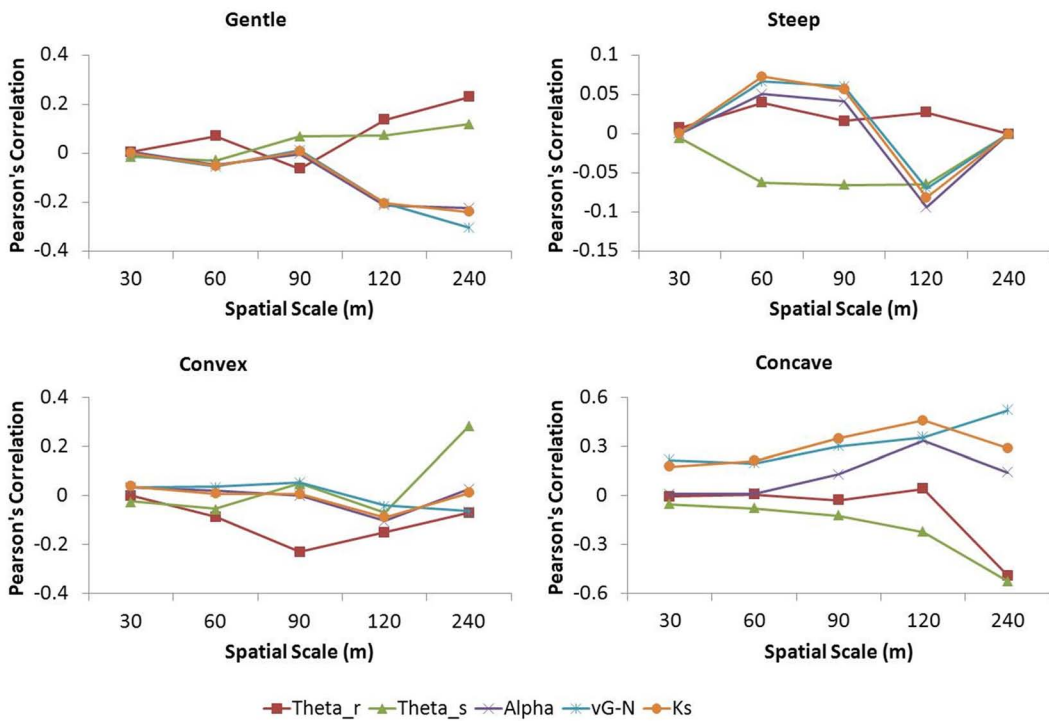 Gentle
Pearson's Correlation
0.4
0.2
0
-0.2
-0.4
30 60 90 120 240
Spatial Scale (m)
Steep
Pearson's Correlation
0.1
0.05
0
-0.05
-0.1
-0.15
30 60 90 120 240
Spatial Scale (m)
Convex
Pearson's Correlation
0.4
0.2
0
-0.2
-0.4
30 60 90 120 240
Spatial Scale (m)
Concave
Pearson's Correlation
0.6
0.3
0
-0.3
-0.6
30 60 90 120 240
Spatial Scale (m)
Theta_r Theta_s Alpha vG-N Ks